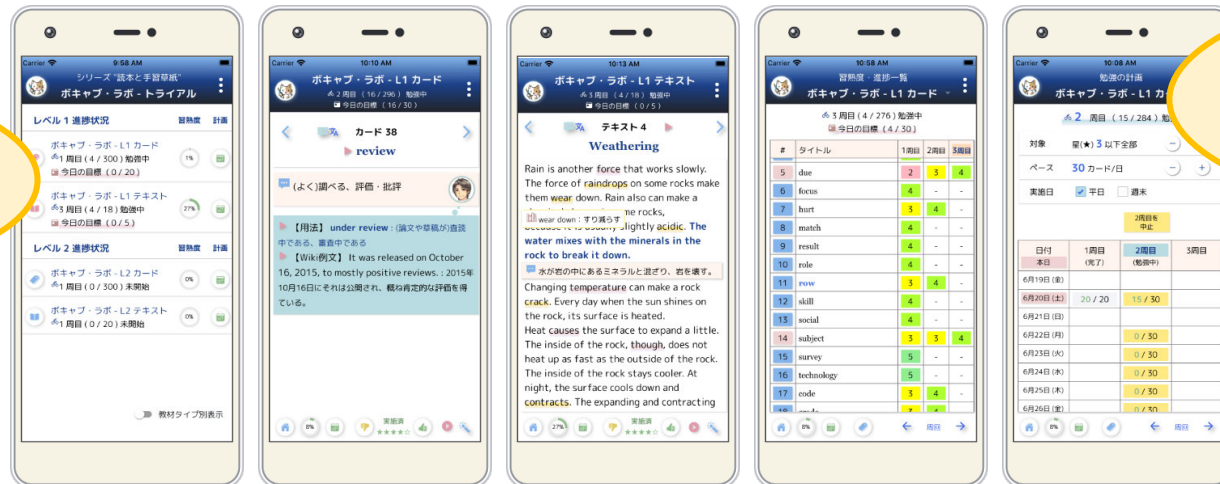 Carrier 9:58 AM
シリーズ "読本と手習草紙"
ボキャブ・ラボ - トライアル
レベル 1 進捗状況 習熟度 計画
ボキャブ・ラボ - L1 カード
1周目 ( 4 / 300 ) 勉強中 1%
今日の目標 ( 0 / 20 )
ボキャブ・ラボ - L1 テキスト
3周目 ( 4 / 18 ) 勉強中 27%
今日の目標 ( 0 / 5 )
レベル 2 進捗状況 習熟度 計画
ボキャブ・ラボ - L2 カード
1周目 ( 0 / 300 ) 未開始 0%
ボキャブ・ラボ - L2 テキスト
1周目 ( 0 / 20 ) 未開始 0%
教材タイプ別表示
Carrier 10:10 AM
ボキャブ・ラボ - L1 カード
2周目 ( 16 / 296 ) 勉強中
今日の目標 ( 16 / 30 )
カード 38
review
(よく)調べる、評価・批評
【用法】 under review : (論文や草稿が)査読
中である、審査中である
【Wiki例文】 It was released on October
16, 2015, to mostly positive reviews. : 2015年
10月16日にそれは公開され、概ね肯定的な評価を得
ている。
8% 実施済
★★★★☆
Carrier 10:13 AM
ボキャブ・ラボ - L1 テキスト
3周目 ( 4 / 18 ) 勉強中
今日の目標 ( 0 / 5 )
テキスト 4
Weathering
Rain is another force that works slowly.
The force of raindrops on some rocks make
them wear down. Rain also can make a
wear down : すり減らす me rocks,
slightly acidic. The
water mixes with the minerals in the
rock to break it down.
水が岩の中にあるミネラルと混ざり、岩を壊す。
Changing temperature can make a rock
crack. Every day when the sun shines on
the rock, its surface is heated.
Heat causes the surface to expand a little.
The inside of the rock, though, does not
heat up as fast as the outside of the rock.
The inside of the rock stays cooler. At
night, the surface cools down and
contracts. The expanding and contracting
27% 実施済
★★★★☆
Carrier 10:58 AM
習熟度・進捗一覧
ボキャブ・ラボ - L1 カード
3周目 ( 4 / 276 ) 勉強中
今日の目標 ( 4 / 30 )
# タイトル 1周目 2周目 3周目
5 due 2 3 4
6 focus 4 - -
7 hurt 3 4 -
8 match 4 - -
9 result 4 - -
10 role 4 - -
11 row 3 4 -
12 skill 4 - -
13 social 4 - -
14 subject 3 3 4
15 survey 5 - -
16 technology 5 - -
17 code 3 4 -
8% ← 周回 →
Carrier 10:08 AM
勉強の計画
ボキャブ・ラボ - L1 カ
2 周目 ( 15 / 284 ) 勉
対象 星(★) 3 以下全部 −
ペース 30 カード/日 − +
実施日 平日 週末
2周目を
中止
日付 1周目 2周目 3周目
本日 (完了) (勉強中)
6月19日 (金)
6月20日 (土) 20 / 20 15 / 30
6月21日 (日)
6月22日 (月) 0 / 30
6月23日 (火) 0 / 30
6月24日 (水) 0 / 30
6月25日 (木) 0 / 30
6月26日 (金) 0 / 30
8% ← 周回 →